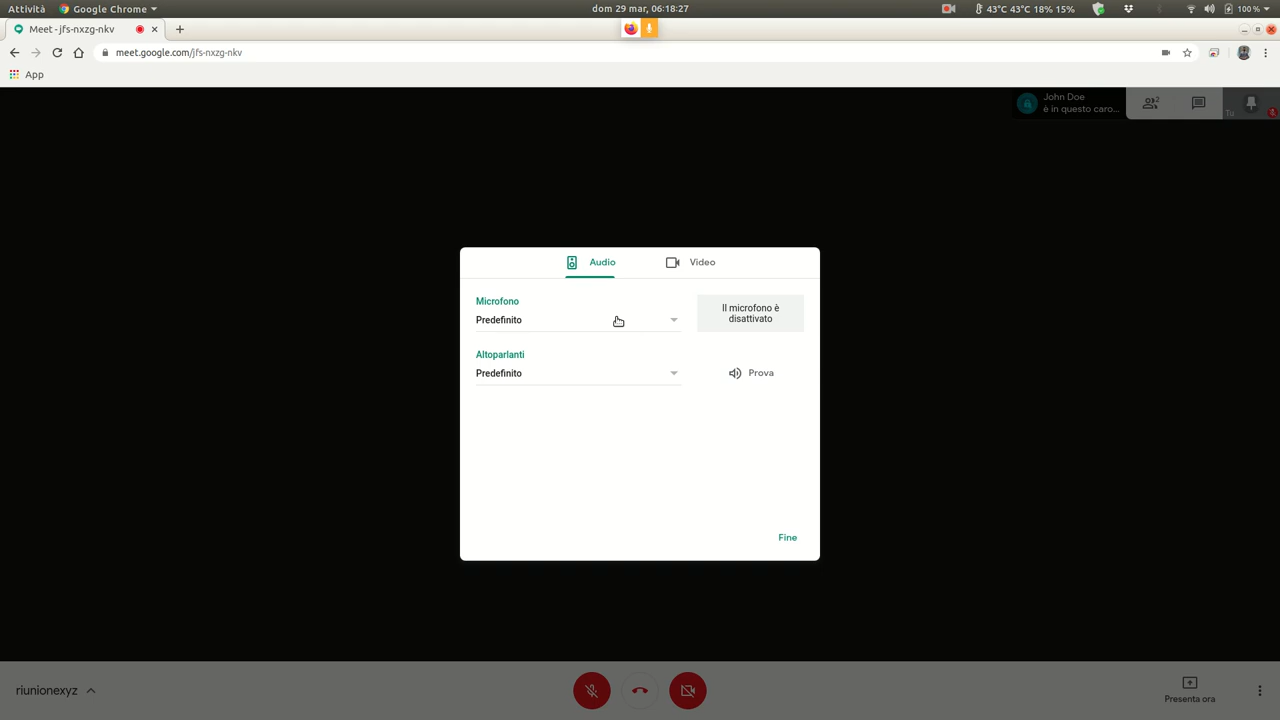 Attività
Google Chrome
dom 29 mar, 06:18:27
43°C 43°C 18% 15%
100 %
Meet - jfs-nxzg-nkv
meet.google.com/jfs-nxzg-nkv
App
John Doe
è in questo caro...
2
Tu
Audio
Video
Microfono
Predefinito
Il microfono è
disattivato
Altoparlanti
Predefinito
Prova
Fine
riunionexyz
Presenta ora